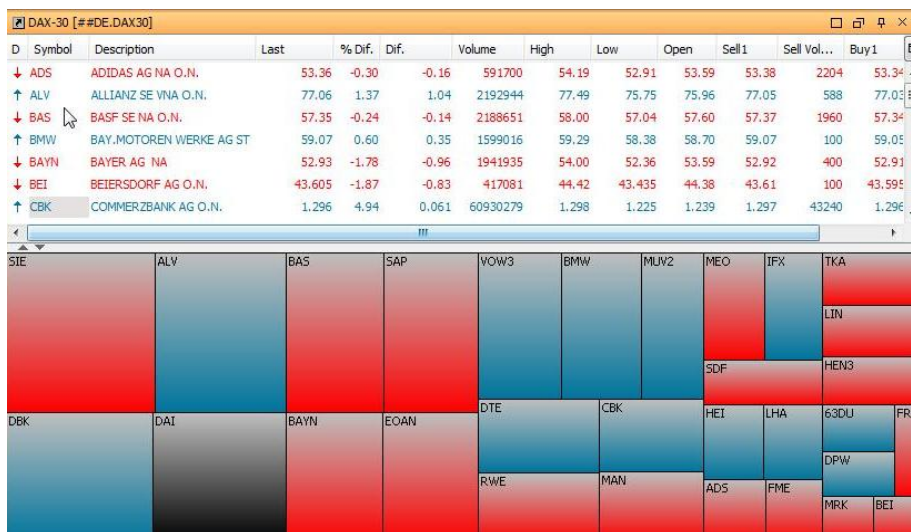 DAX-30 [##DE.DAX30]
D Symbol Description Last % Dif. Dif. Volume High Low Open Sell1 Sell Vol... Buy1
ADS ADIDAS AG NA O.N. 53.36 -0.30 -0.16 591700 54.19 52.91 53.59 53.38 2204 53.34
ALV ALLIANZ SE VNA O.N. 77.06 1.37 1.04 2192944 77.49 75.75 75.96 77.05 588 77.03
BAS BASF SE NA O.N. 57.35 -0.24 -0.14 2188651 58.00 57.04 57.60 57.37 1960 57.34
BMW BAY.MOTOREN WERKE AG ST 59.07 0.60 0.35 1599016 59.29 58.38 58.70 59.07 100 59.05
BAYN BAYER AG NA 52.93 -1.78 -0.96 1941935 54.00 52.36 53.59 52.92 400 52.91
BEI BEIERSDORF AG O.N. 43.605 -1.87 -0.83 417081 44.42 43.435 44.38 43.61 100 43.595
CBK COMMERZBANK AG O.N. 1.296 4.94 0.061 60930279 1.298 1.225 1.239 1.297 43240 1.296
SIE ALV BAS SAP VOW3 BMW MUV2 MEO IFX TKA
LIN
SDF HEN3
DBK DAI BAYN EOAN DTE CBK HEI LHA 63DU FR
DPW
RWE MAN ADS FME
MRK BEI